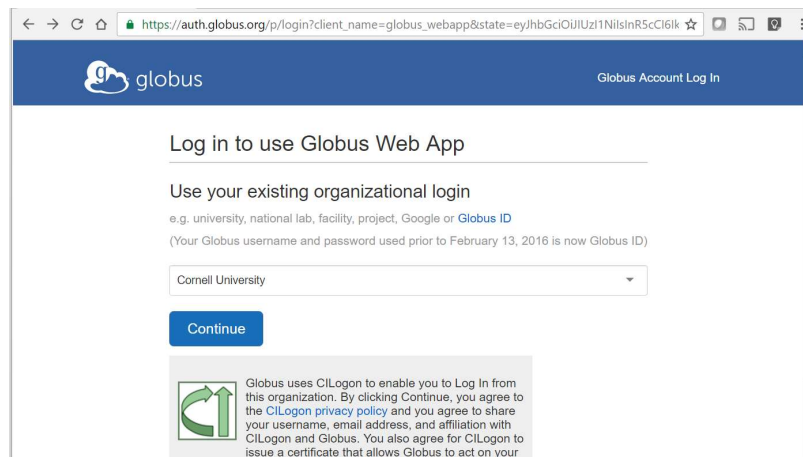 https://auth.globus.org/p/login?client_name=globus_webapp&state=eyJhbGciOiJIUzI1NiIsInR5cCI6Ik
globus
Globus Account Log In
Log in to use Globus Web App
Use your existing organizational login
e.g. university, national lab, facility, project, Google or Globus ID
(Your Globus username and password used prior to February 13, 2016 is now Globus ID)
Cornell University
Continue
Globus uses CILogon to enable you to Log In from
this organization. By clicking Continue, you agree to
the CILogon privacy policy and you agree to share
your username, email address, and affiliation with
CILogon and Globus. You also agree for CILogon to
issue a certificate that allows Globus to act on your